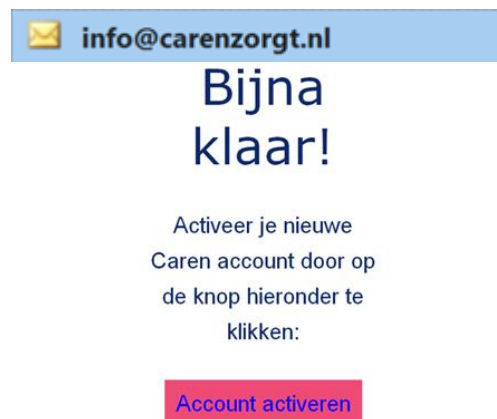 info@carenzorgt.nl
Bijna
klaar!
Activeer je nieuwe
Caren account door op
de knop hieronder te
klikken:
Account activeren